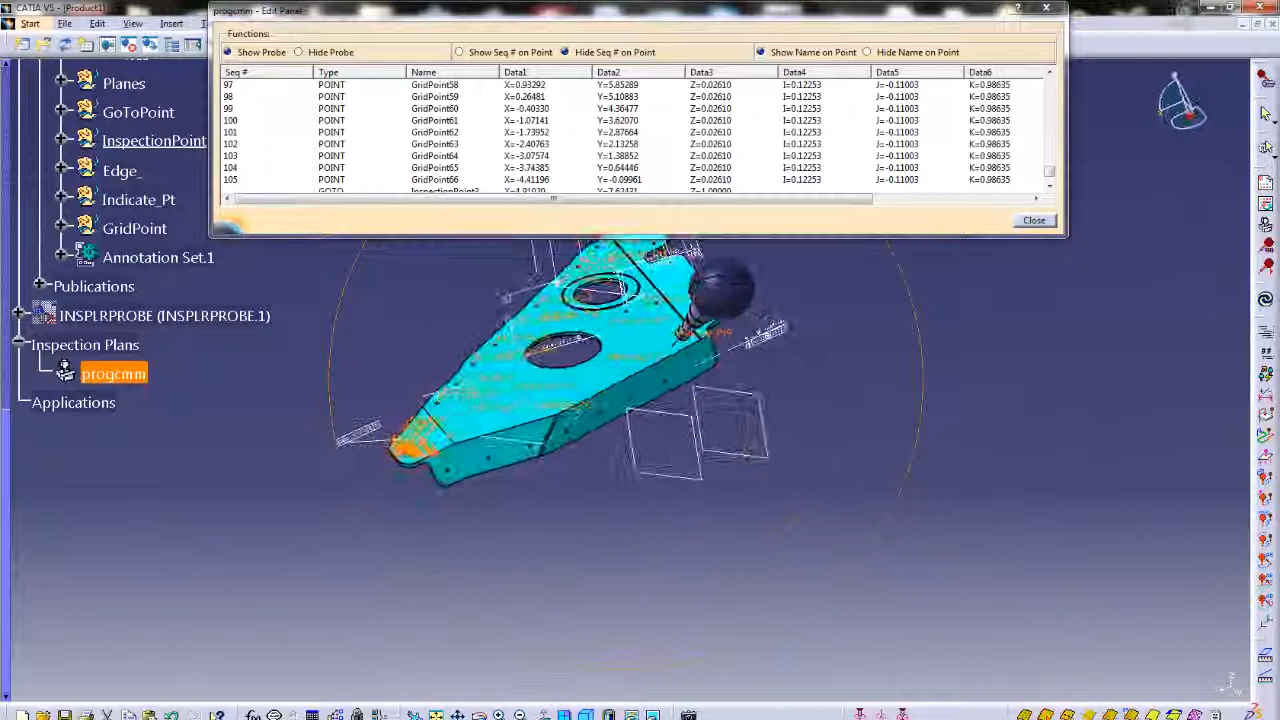 CATIA V5 - [Product1]
Start Edit View Insert
progcmm - Edit Panel
Functions:
Show Probe Hide Probe Show Seq # on Point Hide Seq # on Point Show Name on Point Hide Name on Point
Seq # Type Name Data1 Data2 Data3 Data4 Data5 Data6
97 POINT GridPoint58 X=0.93292 Y=5.85289 Z=0.02610 I=0.12253 J=-0.11003 K=0.98635
98 POINT GridPoint59 X=0.26481 Y=5.10883 Z=0.02610 I=0.12253 J=-0.11003 K=0.98635
99 POINT GridPoint60 X=-0.40331 Y=4.36477 Z=0.02610 I=0.12253 J=-0.11003 K=0.98635
100 POINT GridPoint61 X=-1.07141 Y=3.62070 Z=0.02610 I=0.12253 J=-0.11003 K=0.98635
101 POINT GridPoint62 X=-1.73952 Y=2.87664 Z=0.02610 I=0.12253 J=-0.11003 K=0.98635
102 POINT GridPoint63 X=-2.40763 Y=2.13258 Z=0.02610 I=0.12253 J=-0.11003 K=0.98635
103 POINT GridPoint64 X=-3.07574 Y=1.38852 Z=0.02610 I=0.12253 J=-0.11003 K=0.98635
104 POINT GridPoint65 X=-3.74385 Y=0.64446 Z=0.02610 I=0.12253 J=-0.11003 K=0.98635
105 POINT GridPoint66 X=-4.41196 Y=-0.09961 Z=0.02610 I=0.12253 J=-0.11003 K=0.98635
GOTO InspectionPoint3 X=4.91029 Y=7.63431 Z=1.00000
Close
Planes
GoToPoint
InspectionPoint
Edge_
Indicate_Pt
GridPoint
Annotation Set.1
Publications
INSPLRPROBE (INSPLRPROBE.1)
Inspection Plans
progcmm
Applications